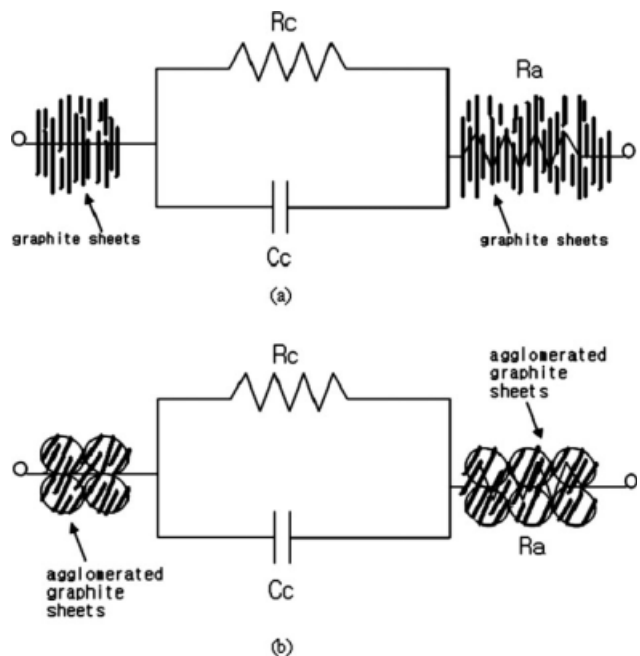 Rc
Ra
graphite sheets
graphite sheets
Cc
(a)
Rc
agglomerated
graphite
sheets
Ra
agglomerated
graphite
sheets
Cc
(b)